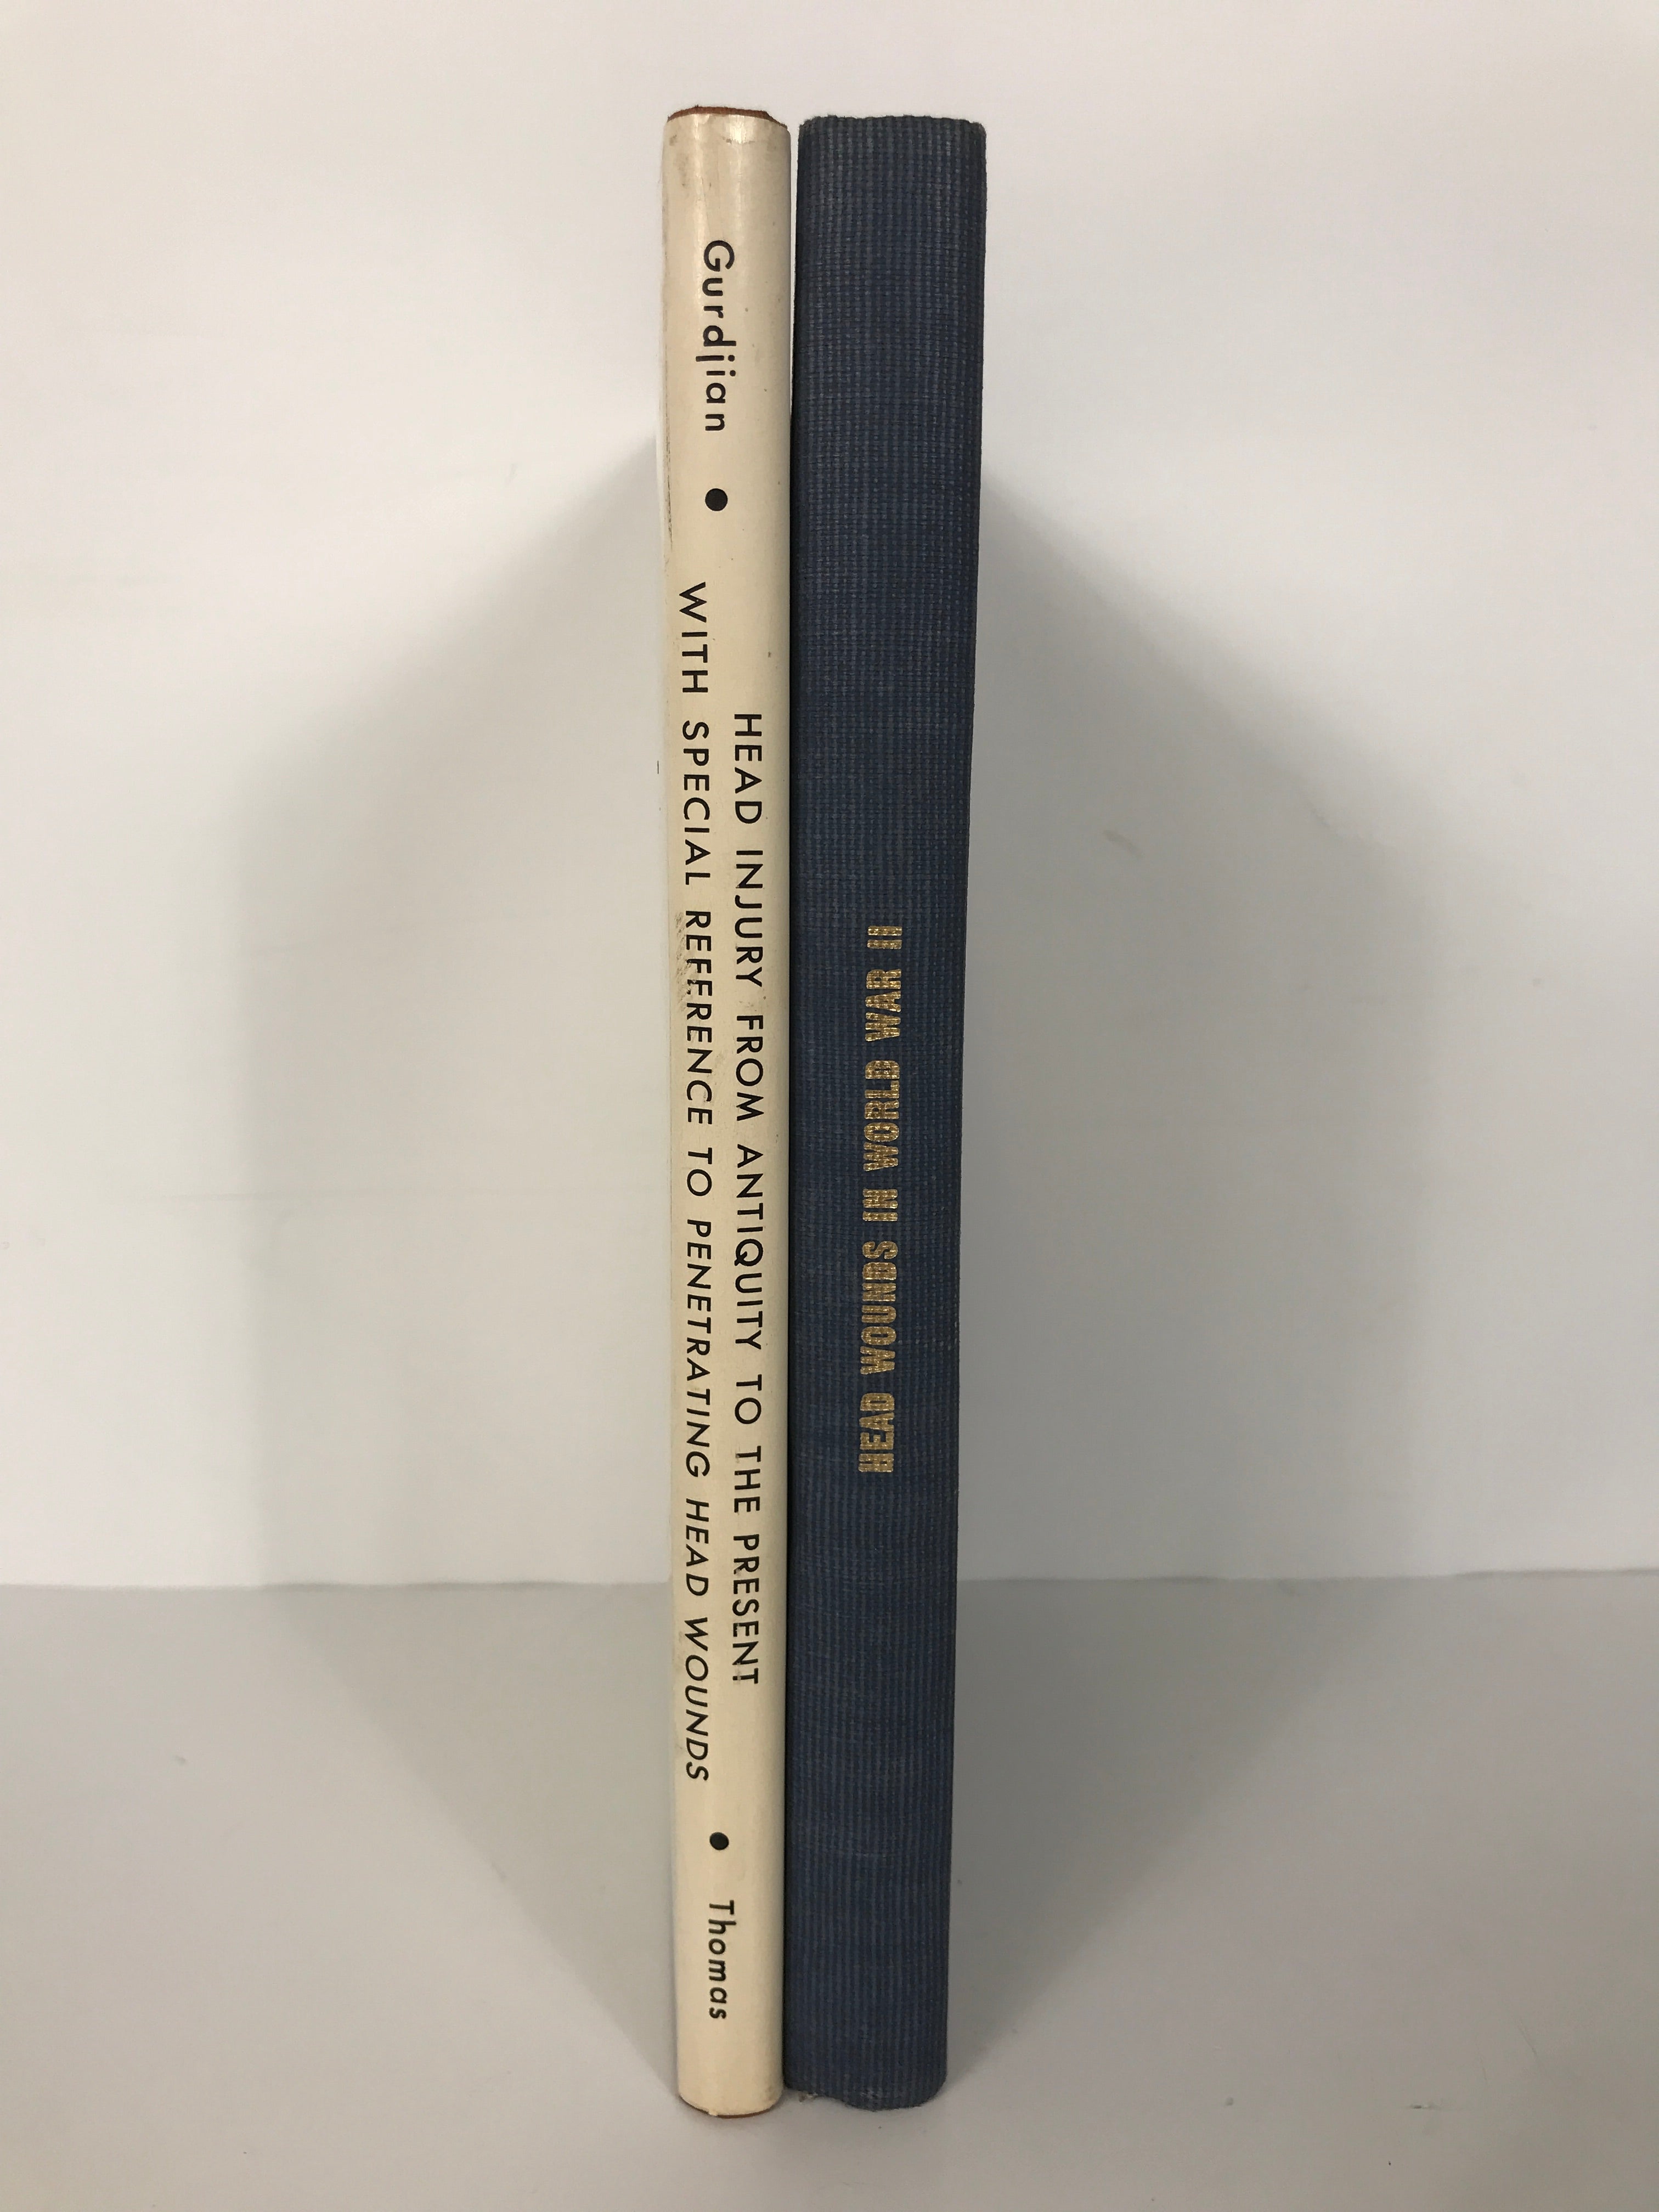 Gurdjian
●
HEAD INJURY FROM ANTIQUITY TO THE PRESENT
WITH SPECIAL REFERENCE TO PENETRATING HEAD WOUNDS
●
Thomas
HEAD WOUNDS IN WORLD WAR II